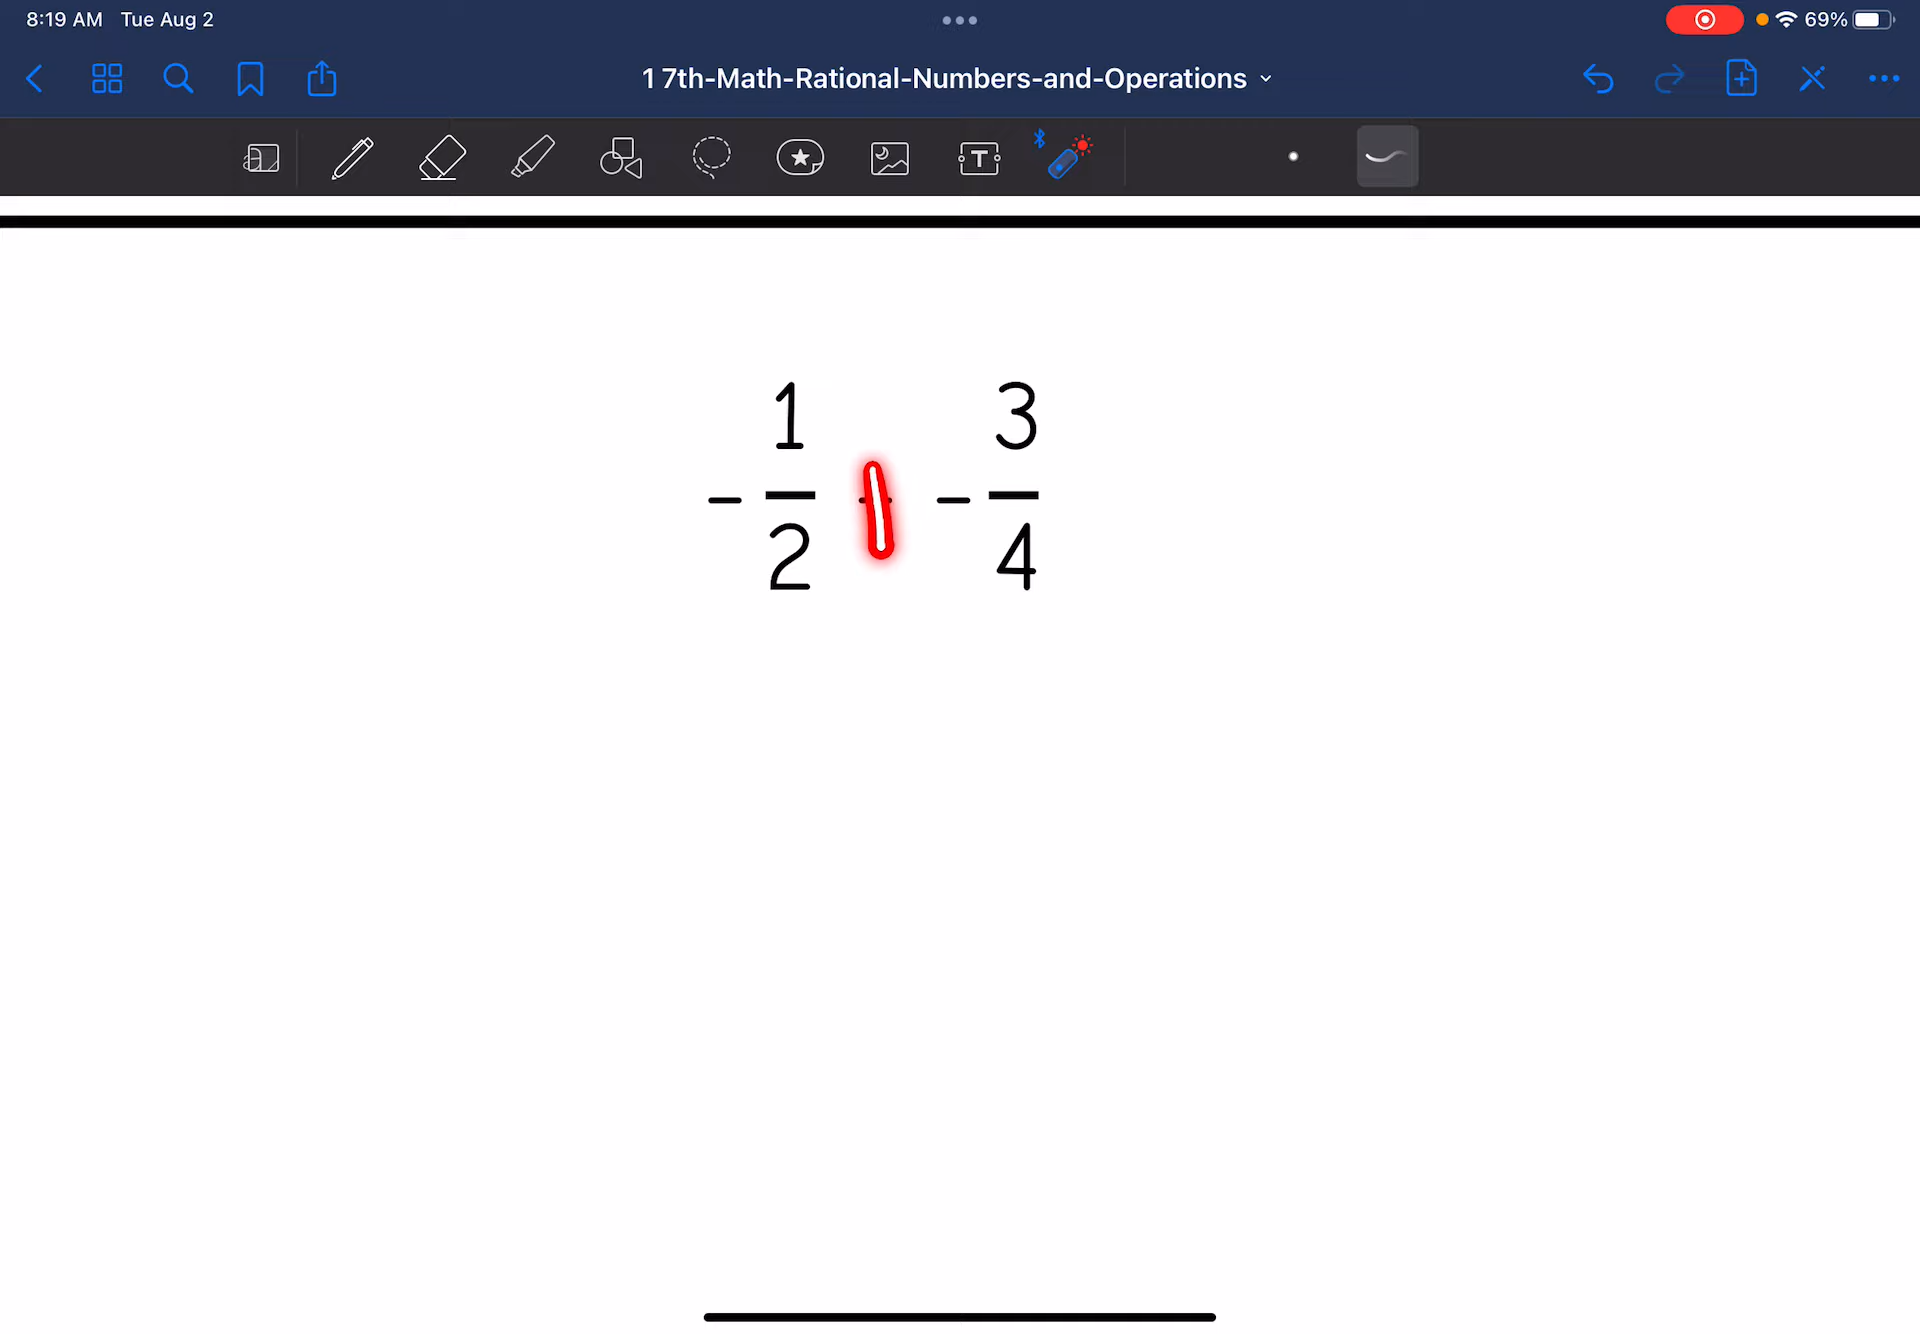 8:19 AM Tue Aug 2 69%
1 7th-Math-Rational-Numbers-and-Operations
- 1/2 - - 3/4